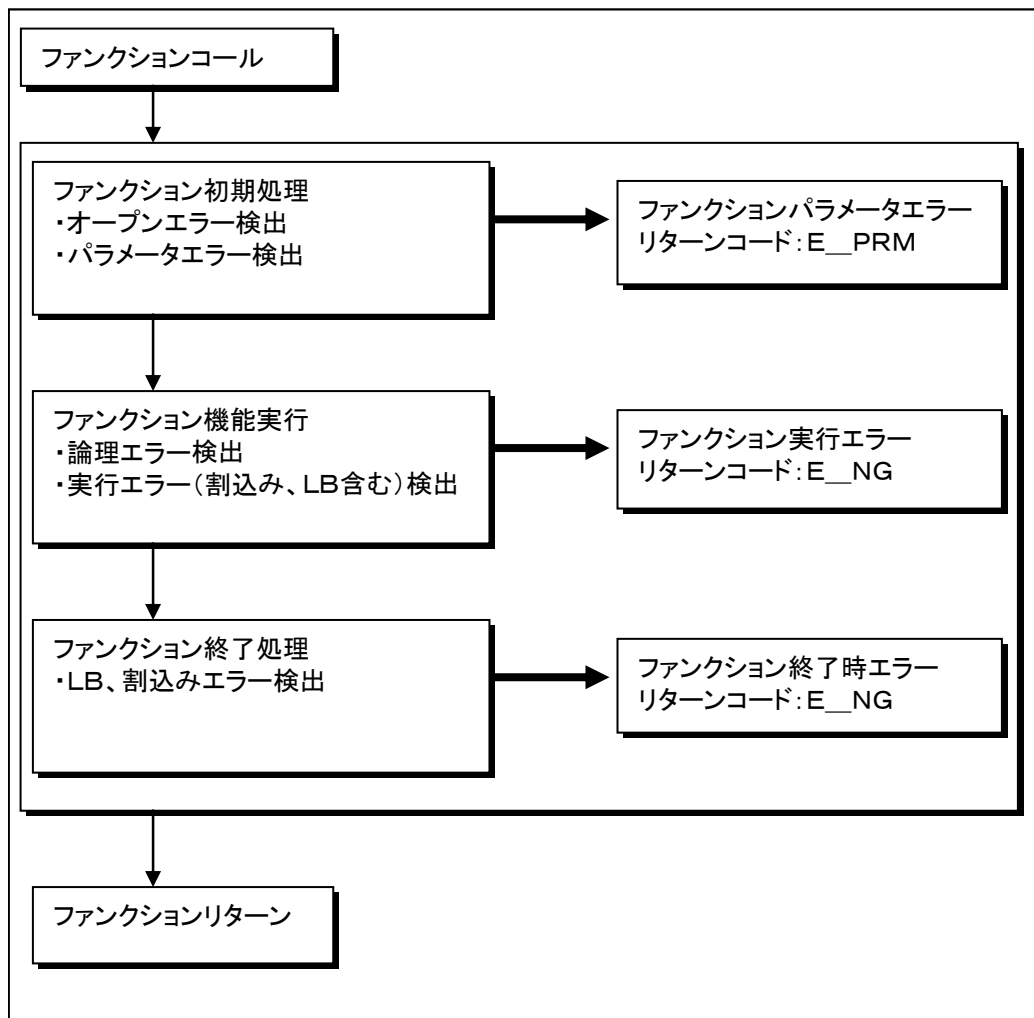 ファンクションコール
ファンクション初期処理
・オープンエラー検出
・パラメータエラー検出
ファンクションパラメータエラー
リターンコード：E__PRM
ファンクション機能実行
・論理エラー検出
・実行エラー（割込み、LB含む）検出
ファンクション実行エラー
リターンコード：E__NG
ファンクション終了処理
・LB、割込みエラー検出
ファンクション終了時エラー
リターンコード：E__NG
ファンクションリターン